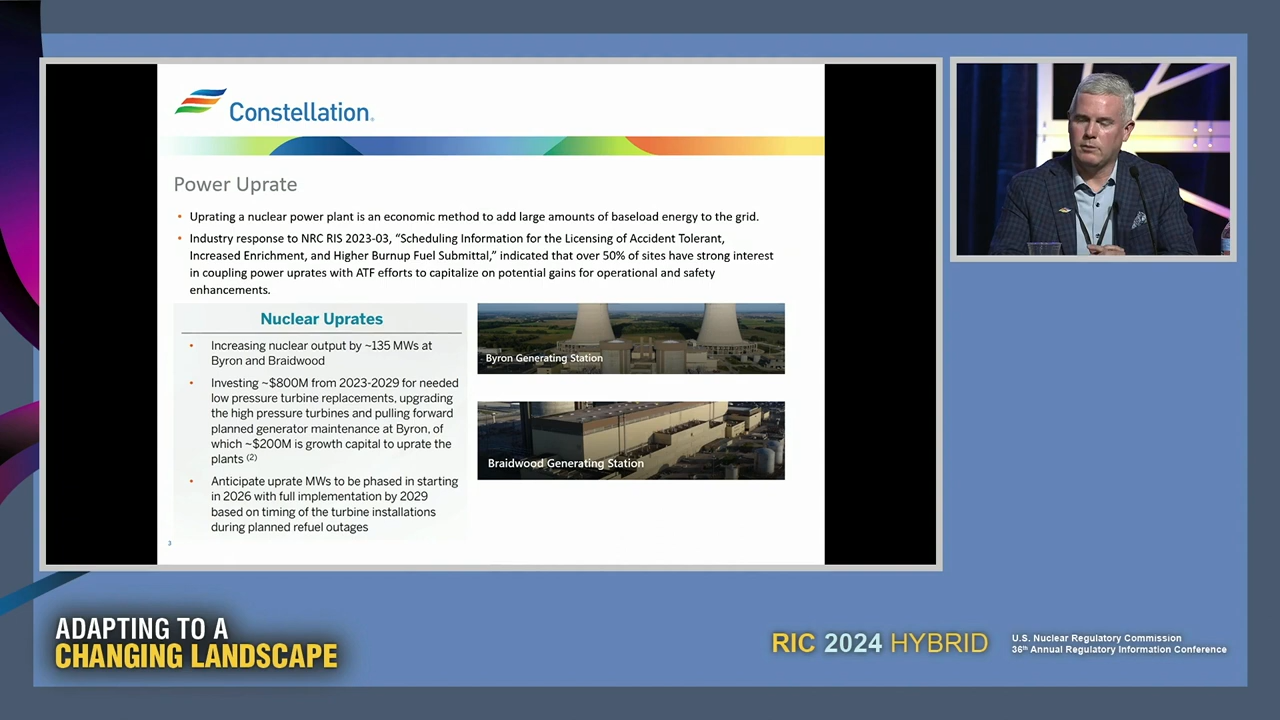 Constellation.
Power Uprate
• Uprating a nuclear power plant is an economic method to add large amounts of baseload energy to the grid.
• Industry response to NRC RIS 2023-03, “Scheduling Information for the Licensing of Accident Tolerant,
Increased Enrichment, and Higher Burnup Fuel Submittal,” indicated that over 50% of sites have strong interest
in coupling power uprates with ATF efforts to capitalize on potential gains for operational and safety
enhancements.
Nuclear Uprates
• Increasing nuclear output by ~135 MWs at
Byron and Braidwood
• Investing ~$800M from 2023-2029 for needed
low pressure turbine replacements, upgrading
the high pressure turbines and pulling forward
planned generator maintenance at Byron, of
which ~$200M is growth capital to uprate the
plants (2)
• Anticipate uprate MWs to be phased in starting
in 2026 with full implementation by 2029
based on timing of the turbine installations
during planned refuel outages
Byron Generating Station
Braidwood Generating Station
3
ADAPTING TO A
CHANGING LANDSCAPE
RIC 2024 HYBRID
U.S. Nuclear Regulatory Commission
36th Annual Regulatory Information Conference